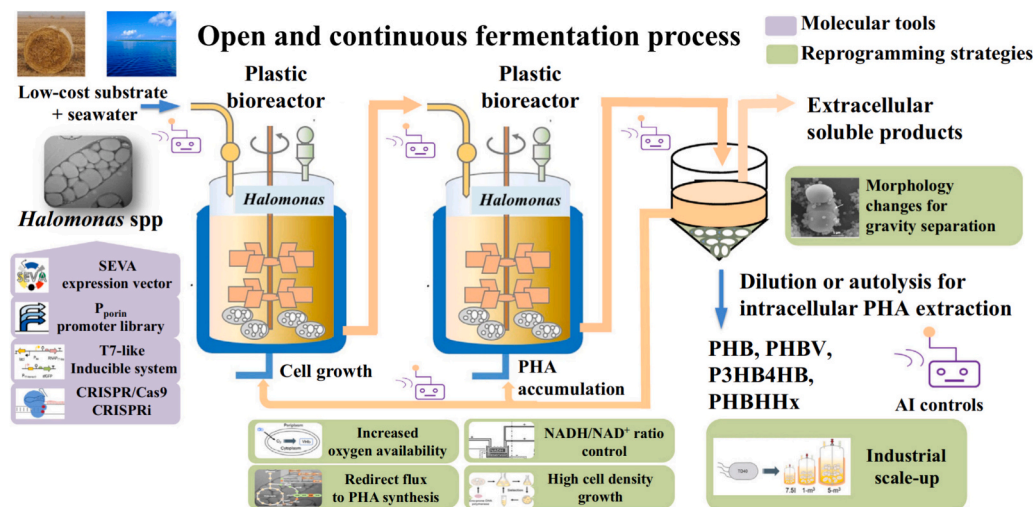 Open and continuous fermentation process
Molecular tools
Reprogramming strategies
Low-cost substrate
+ seawater
Plastic
bioreactor
Plastic
bioreactor
Extracellular
soluble products
Halomonas
Halomonas
Halomonas spp
Morphology
changes for
gravity separation
SEVA
SEVA
expression vector
Pporin
promoter library
T7-like
Inducible system
CRISPR/Cas9
CRISPRi
Cell growth
PHA
accumulation
Dilution or autolysis for
intracellular PHA extraction
PHB, PHBV,
P3HB4HB,
PHBHHx
AI controls
Periplasm
Cytoplasm
Increased
oxygen availability
NADH/NAD+ ratio
control
Redirect flux
to PHA synthesis
High cell density
growth
7.5l 1-m³ 5-m³
Industrial
scale-up